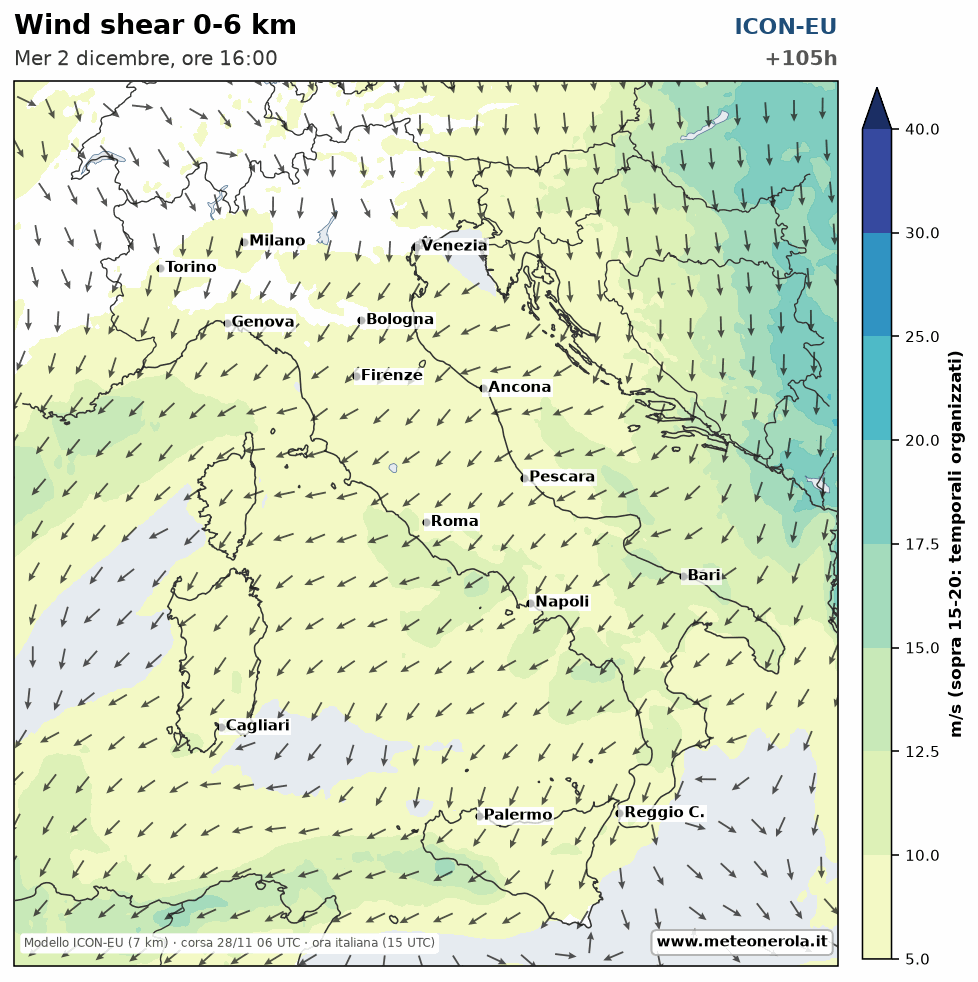 Wind shear 0-6 km
ICON-EU
Mer 2 dicembre, ore 16:00
+105h
40.0
30.0
25.0
20.0
17.5
15.0
12.5
10.0
5.0
m/s (sopra 15-20: temporali organizzati)
Milano
Venezia
Torino
Genova
Bologna
Firenze
Ancona
Pescara
Roma
Bari
Napoli
Cagliari
Palermo
Reggio C.
Modello ICON-EU (7 km) · corsa 28/11 06 UTC · ora italiana (15 UTC)
www.meteonerola.it